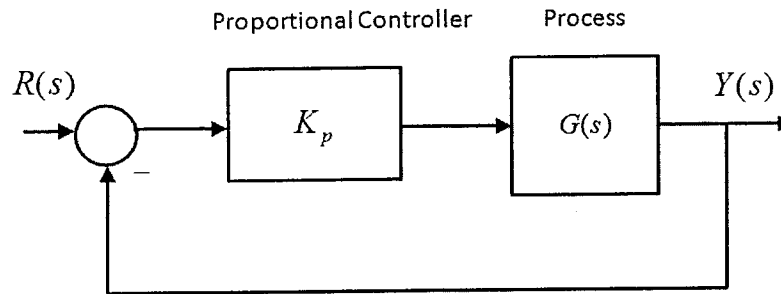 Proportional Controller
Process
R(s)
Y(s)
K_p
G(s)
−